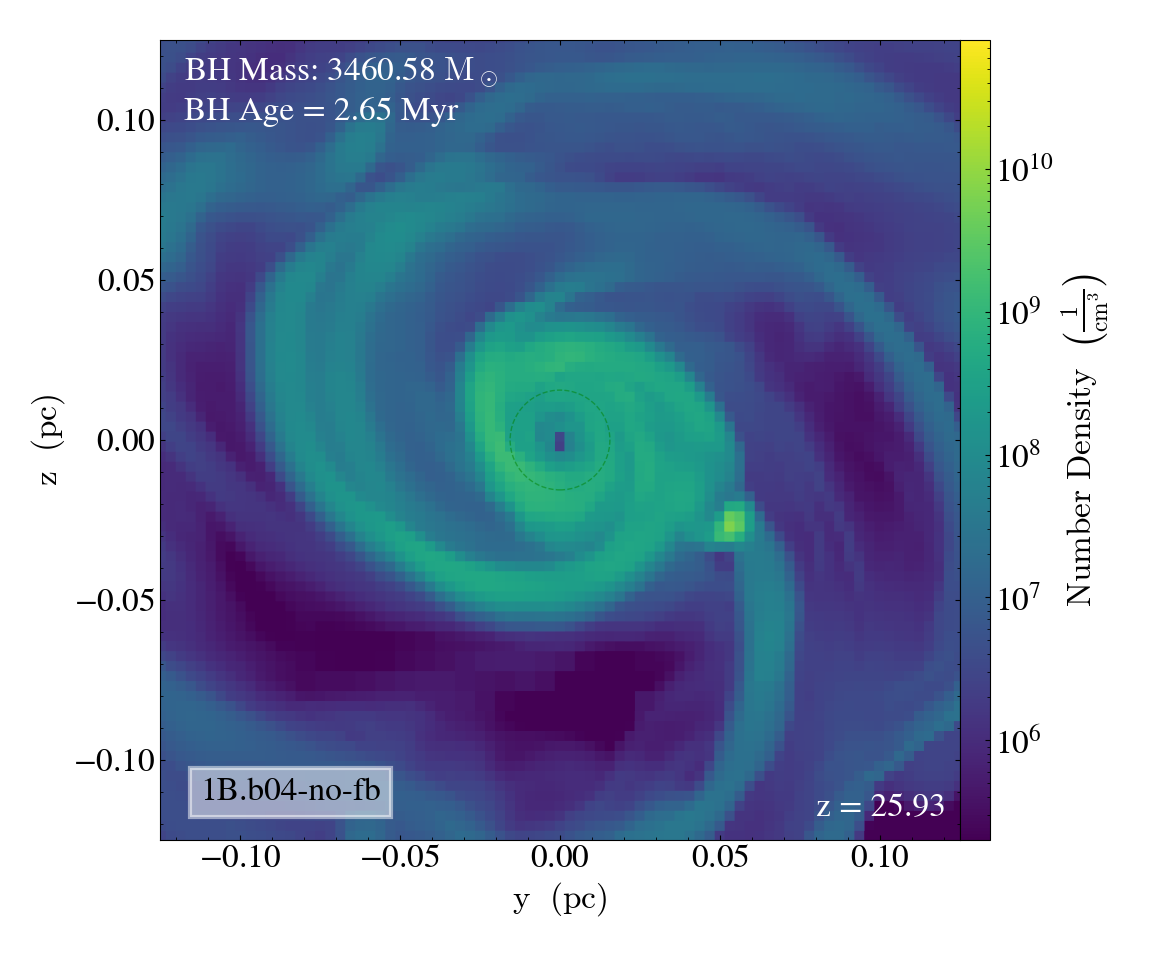 BH Mass: 3460.58 M⊙
BH Age = 2.65 Myr
0.10
0.05
0.00
−0.05
−0.10
z (pc)
1B.b04-no-fb
z = 25.93
−0.10 −0.05 0.00 0.05 0.10
y (pc)
10^10
10^9
10^8
10^7
10^6
Number Density (1/cm^3)